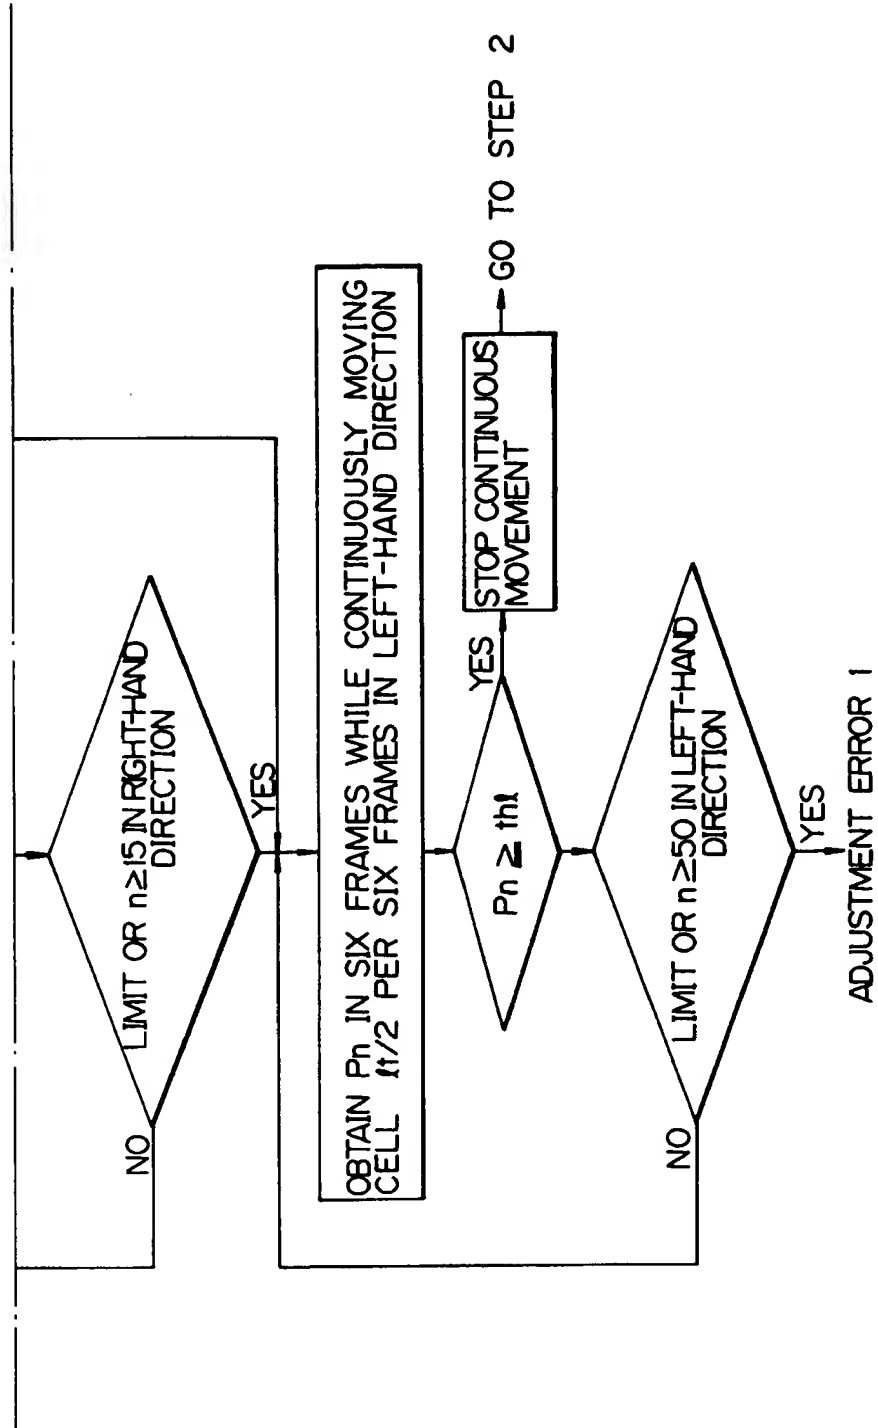 LIMIT OR n≥15 IN RIGHT-HAND
DIRECTION
NO
YES
OBTAIN Pn IN SIX FRAMES WHILE CONTINUOUSLY MOVING
CELL ℓt/2 PER SIX FRAMES IN LEFT-HAND DIRECTION
Pn ≥ thℓ
YES
STOP CONTINUOUS
MOVEMENT
GO TO STEP 2
LIMIT OR n≥50 IN LEFT-HAND
DIRECTION
NO
YES
ADJUSTMENT ERROR 1